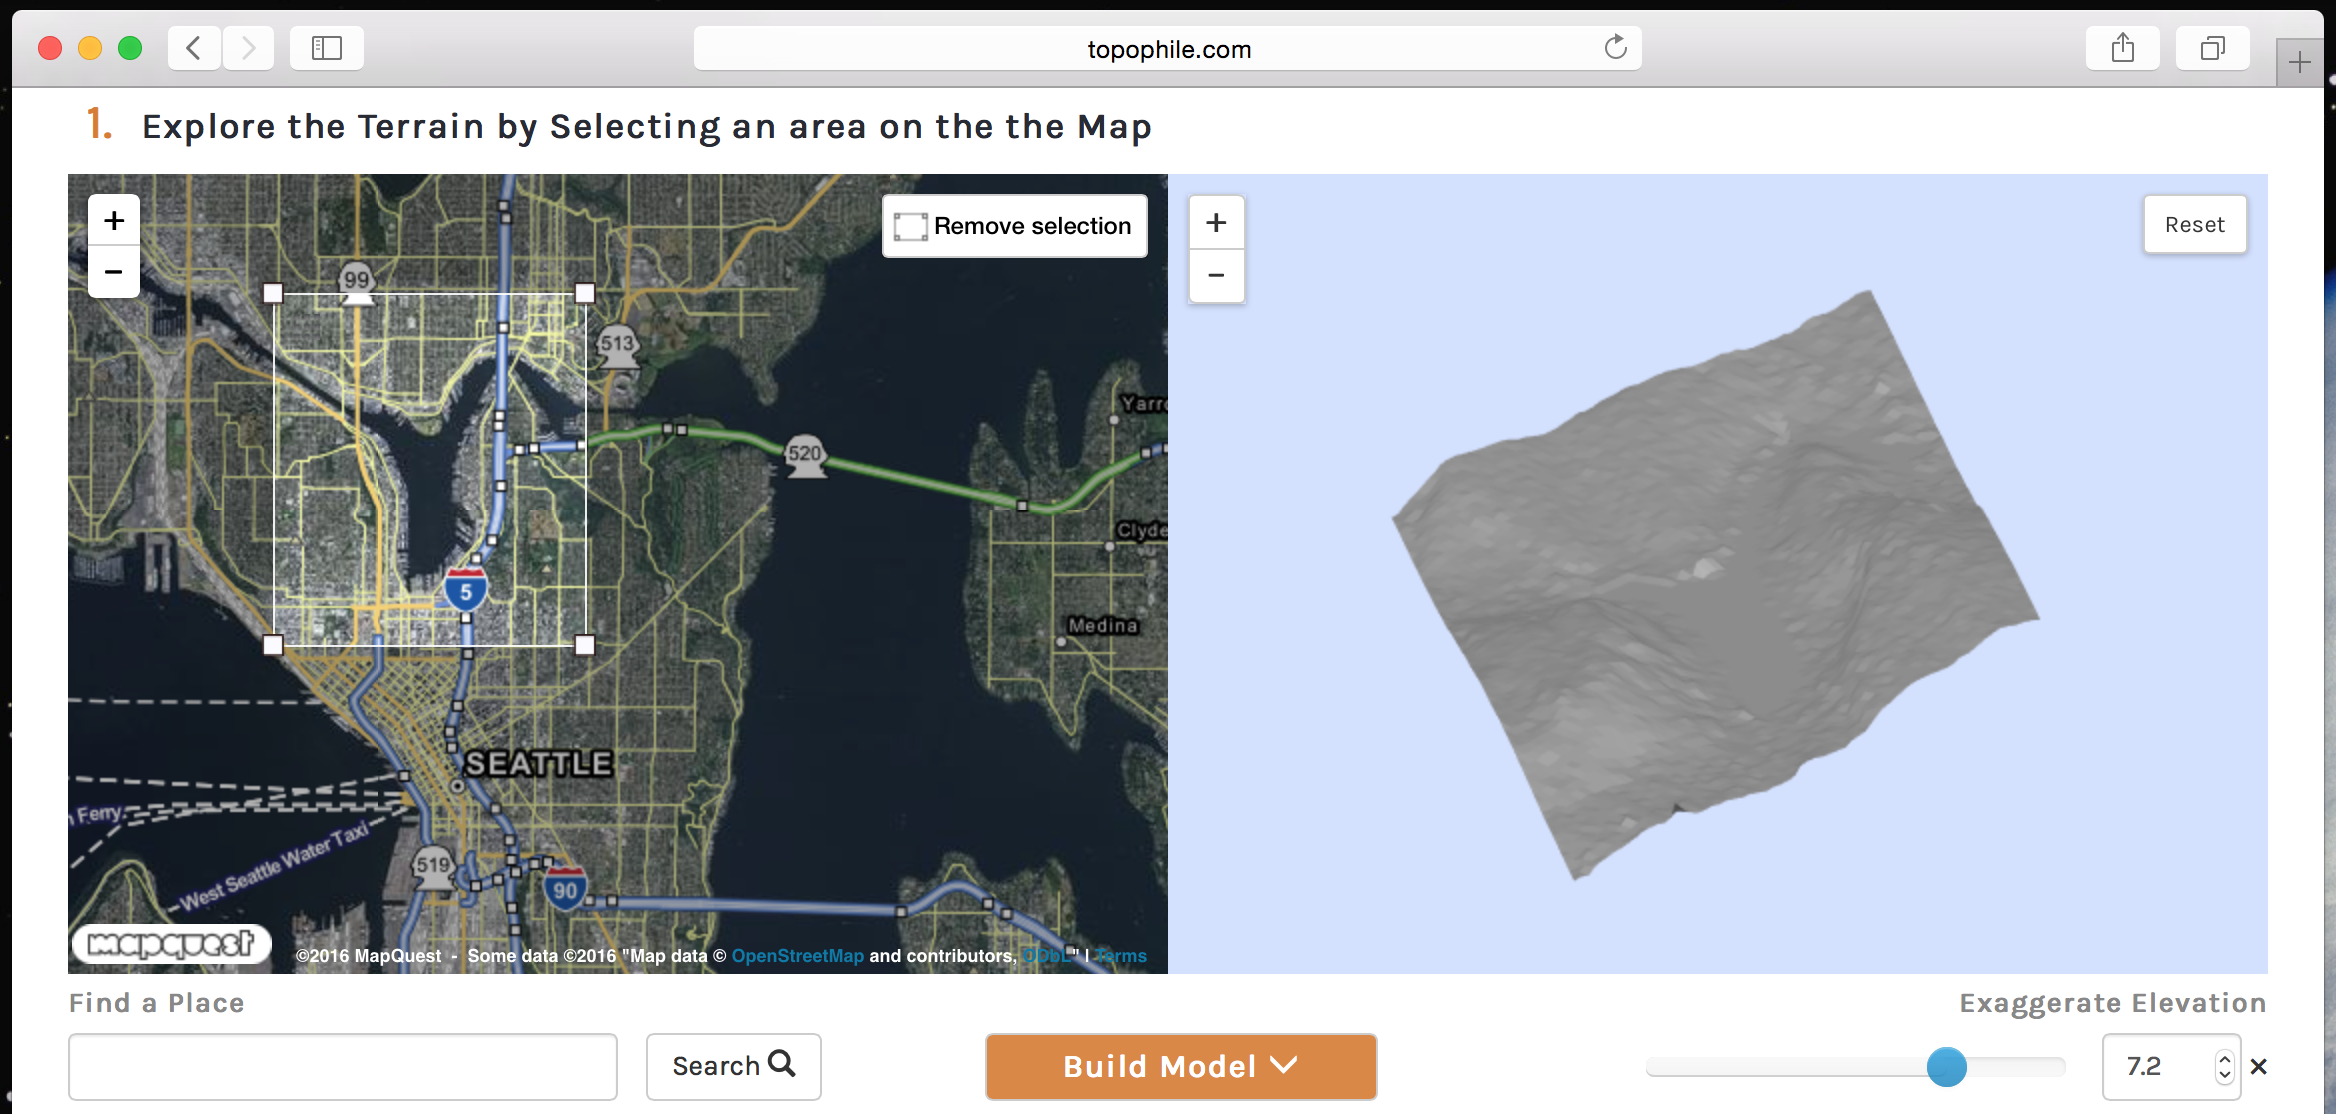 topophile.com
1. Explore the Terrain by Selecting an area on the the Map
+
−
Remove selection
+
−
Reset
99
513
520
Yarr
Clyde
5
Medina
SEATTLE
Ferry
West Seattle Water Taxi
519
90
mapquest
©2016 MapQuest - Some data ©2016 "Map data © OpenStreetMap and contributors, ODbL" | Terms
Find a Place
Exaggerate Elevation
Search
Build Model
7.2 ×